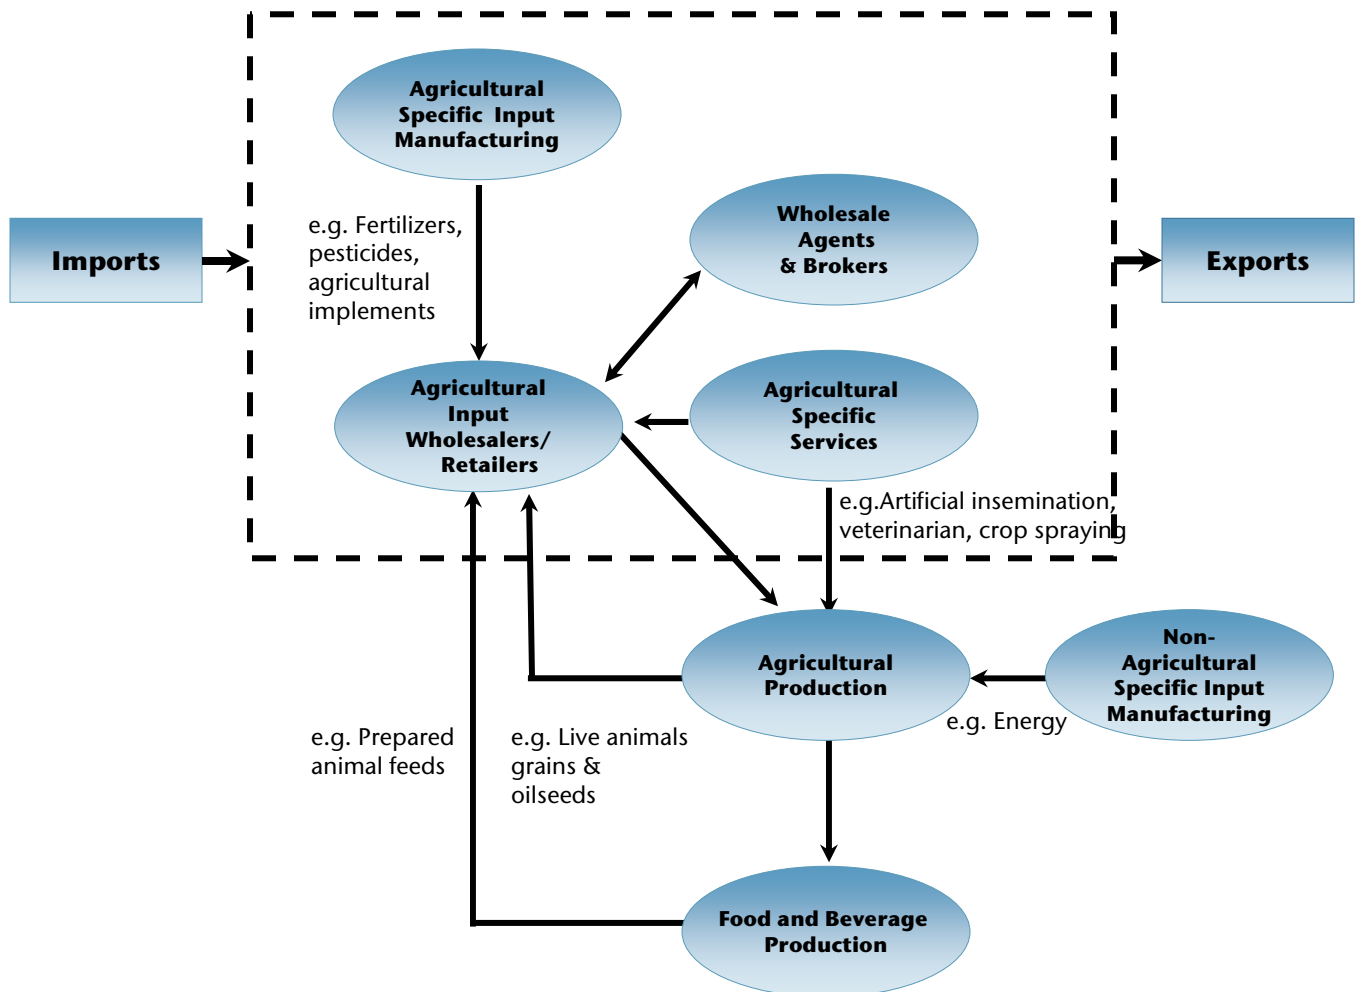 Agricultural
Specific Input
Manufacturing
e.g. Fertilizers,
pesticides,
agricultural
implements
Wholesale
Agents
& Brokers
Imports
Exports
Agricultural
Input
Wholesalers/
Retailers
Agricultural
Specific
Services
e.g.Artificial insemination,
veterinarian, crop spraying
Agricultural
Production
Non-
Agricultural
Specific Input
Manufacturing
e.g. Energy
e.g. Prepared
animal feeds
e.g. Live animals
grains &
oilseeds
Food and Beverage
Production